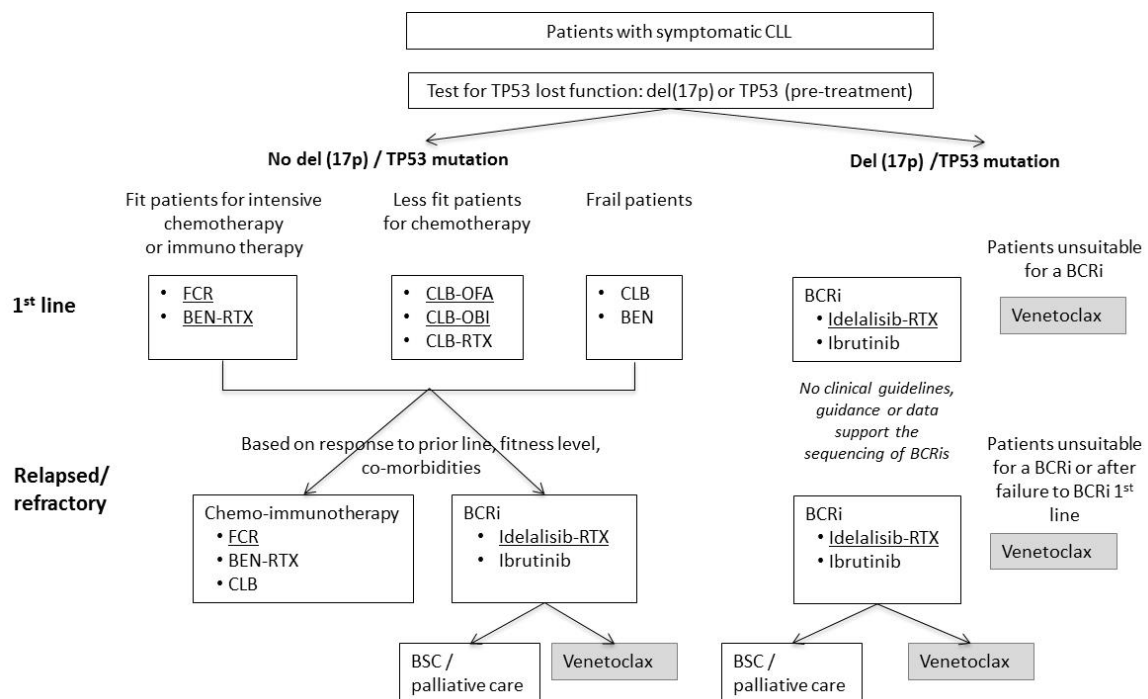 Patients with symptomatic CLL
Test for TP53 lost function: del(17p) or TP53 (pre-treatment)
No del (17p) / TP53 mutation
Del (17p) /TP53 mutation
Fit patients for intensive
chemotherapy
or immuno therapy
Less fit patients
for chemotherapy
Frail patients
Patients unsuitable
for a BCRi
1st line
• FCR
• BEN-RTX
• CLB-OFA
• CLB-OBI
• CLB-RTX
• CLB
• BEN
BCRi
• Idelalisib-RTX
• Ibrutinib
Venetoclax
No clinical guidelines,
guidance or data
support the
sequencing of BCRis
Based on response to prior line, fitness level,
co-morbidities
Relapsed/
refractory
Patients unsuitable
for a BCRi or after
failure to BCRi 1st
line
Venetoclax
Chemo-immunotherapy
• FCR
• BEN-RTX
• CLB
BCRi
• Idelalisib-RTX
• Ibrutinib
BCRi
• Idelalisib-RTX
• Ibrutinib
BSC /
palliative care
Venetoclax
BSC /
palliative care
Venetoclax